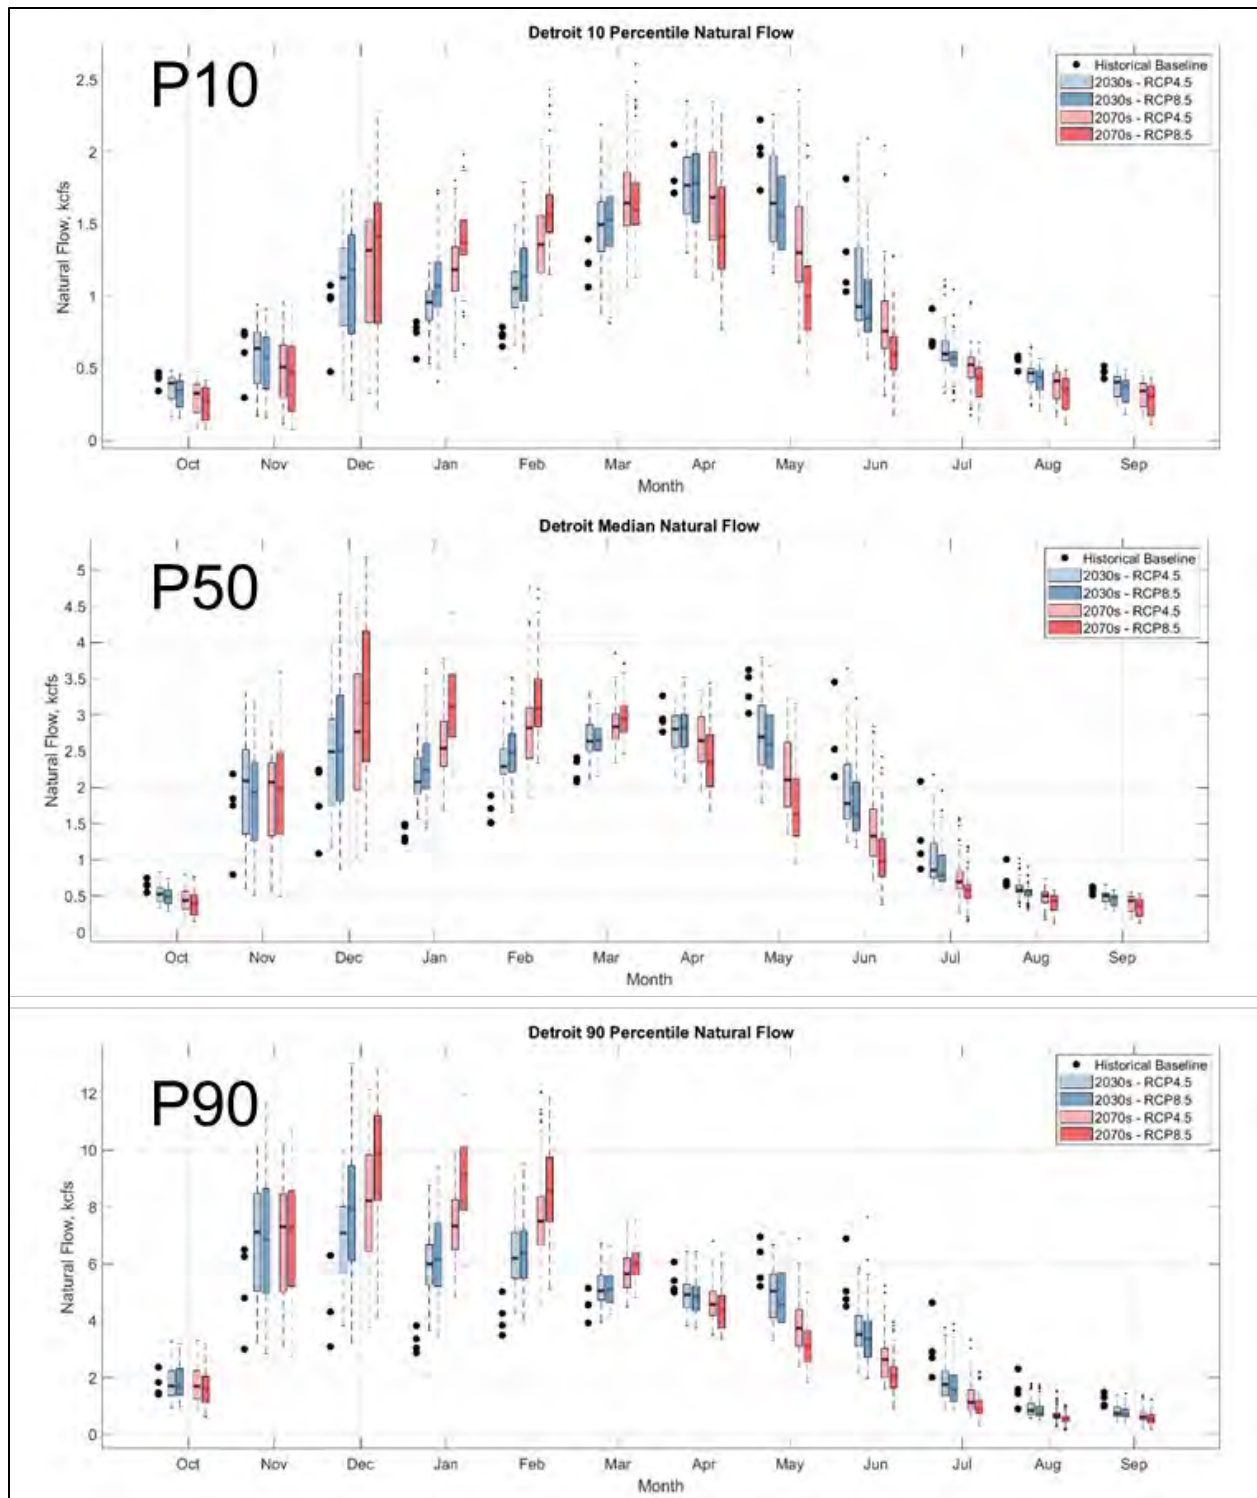 Detroit 10 Percentile Natural Flow
P10
Historical Baseline
2030s - RCP4.5
2030s - RCP8.5
2070s - RCP4.5
2070s - RCP8.5
Natural Flow, kcfs
2.5
2
1.5
1
0.5
0
Oct Nov Dec Jan Feb Mar Apr May Jun Jul Aug Sep
Month
Detroit Median Natural Flow
P50
Historical Baseline
2030s - RCP4.5
2030s - RCP8.5
2070s - RCP4.5
2070s - RCP8.5
Natural Flow, kcfs
5
4.5
4
3.5
3
2.5
2
1.5
1
0.5
0
Oct Nov Dec Jan Feb Mar Apr May Jun Jul Aug Sep
Month
Detroit 90 Percentile Natural Flow
P90
Historical Baseline
2030s - RCP4.5
2030s - RCP8.5
2070s - RCP4.5
2070s - RCP8.5
Natural Flow, kcfs
12
10
8
6
4
2
0
Oct Nov Dec Jan Feb Mar Apr May Jun Jul Aug Sep
Month